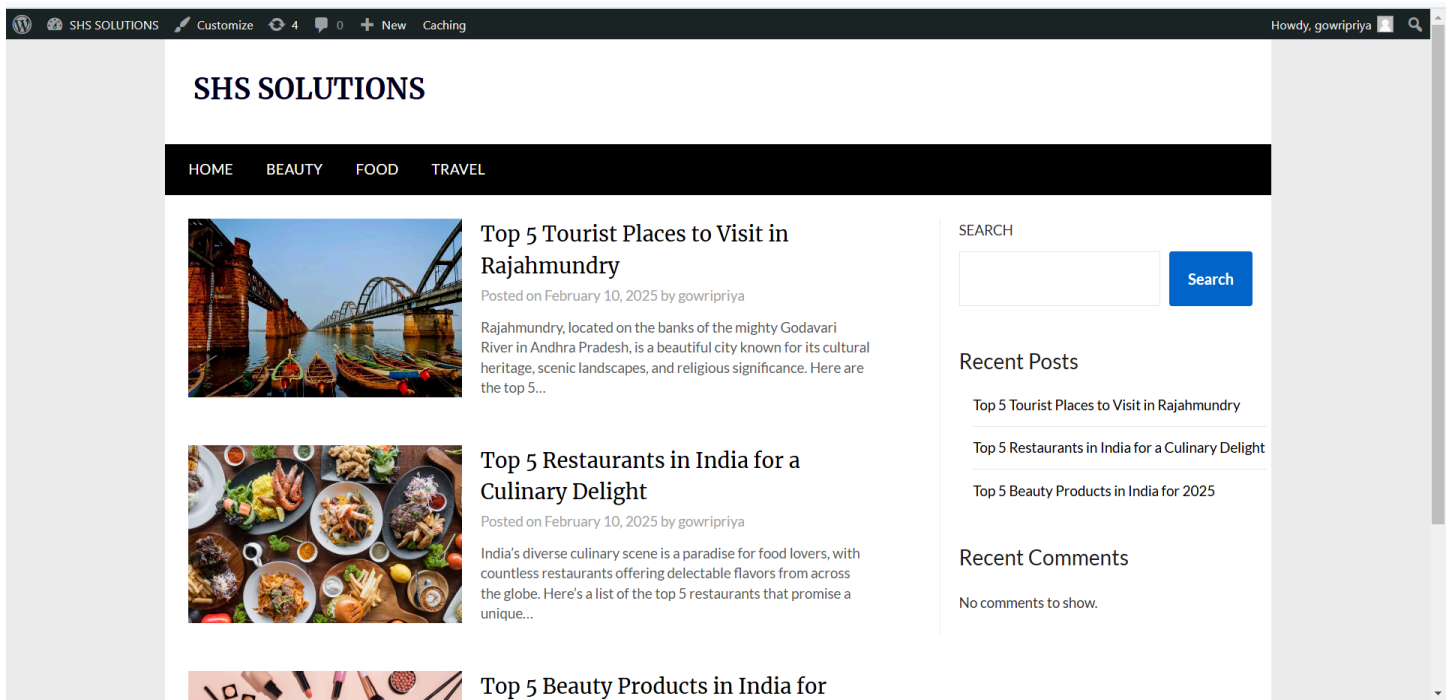 SHS SOLUTIONS Customize 4 0 New Caching Howdy, gowripriya
SHS SOLUTIONS
HOME BEAUTY FOOD TRAVEL
Top 5 Tourist Places to Visit in
Rajahmundry
Posted on February 10, 2025 by gowripriya
Rajahmundry, located on the banks of the mighty Godavari
River in Andhra Pradesh, is a beautiful city known for its cultural
heritage, scenic landscapes, and religious significance. Here are
the top 5…
Top 5 Restaurants in India for a
Culinary Delight
Posted on February 10, 2025 by gowripriya
India’s diverse culinary scene is a paradise for food lovers, with
countless restaurants offering delectable flavors from across
the globe. Here’s a list of the top 5 restaurants that promise a
unique…
Top 5 Beauty Products in India for
SEARCH
Search
Recent Posts
Top 5 Tourist Places to Visit in Rajahmundry
Top 5 Restaurants in India for a Culinary Delight
Top 5 Beauty Products in India for 2025
Recent Comments
No comments to show.